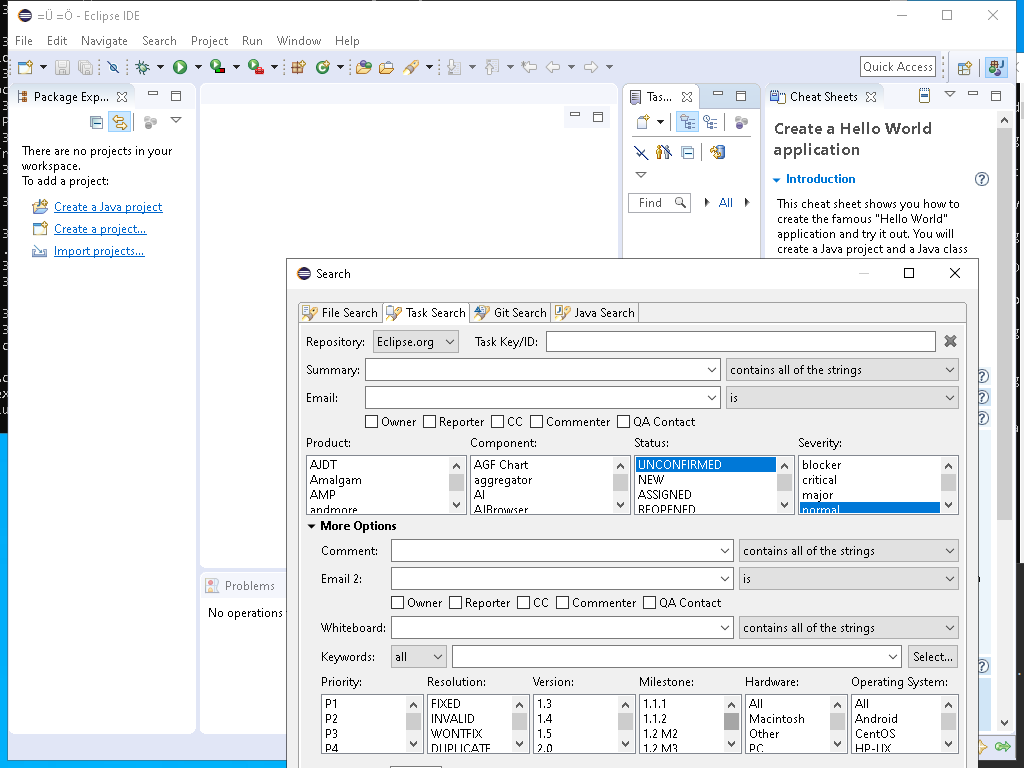 =Ü =Ö - Eclipse IDE
File Edit Navigate Search Project Run Window Help
Quick Access
Package Exp...
Tas...
Cheat Sheets
There are no projects in your
workspace.
To add a project:
Create a Java project
Create a project...
Import projects...
Find
All
Create a Hello World
application
Introduction
This cheat sheet shows you how to
create the famous "Hello World"
application and try it out. You will
create a Java project and a Java class
Problems
No operations
Search
File Search Task Search Git Search Java Search
Repository: Eclipse.org Task Key/ID:
Summary: contains all of the strings
Email: is
Owner Reporter CC Commenter QA Contact
Product: Component: Status: Severity:
AJDT AGF Chart UNCONFIRMED blocker
Amalgam aggregator NEW critical
AMP AI ASSIGNED major
andmore AIBrowser REOPENED normal
More Options
Comment: contains all of the strings
Email 2: is
Owner Reporter CC Commenter QA Contact
Whiteboard: contains all of the strings
Keywords: all Select...
Priority: Resolution: Version: Milestone: Hardware: Operating System:
P1 FIXED 1.3 1.1.1 All All
P2 INVALID 1.4 1.1.2 Macintosh Android
P3 WONTFIX 1.5 1.2 M2 Other CentOS
P4 DUPLICATE 2.0 1.2 M3 PC HP-UX